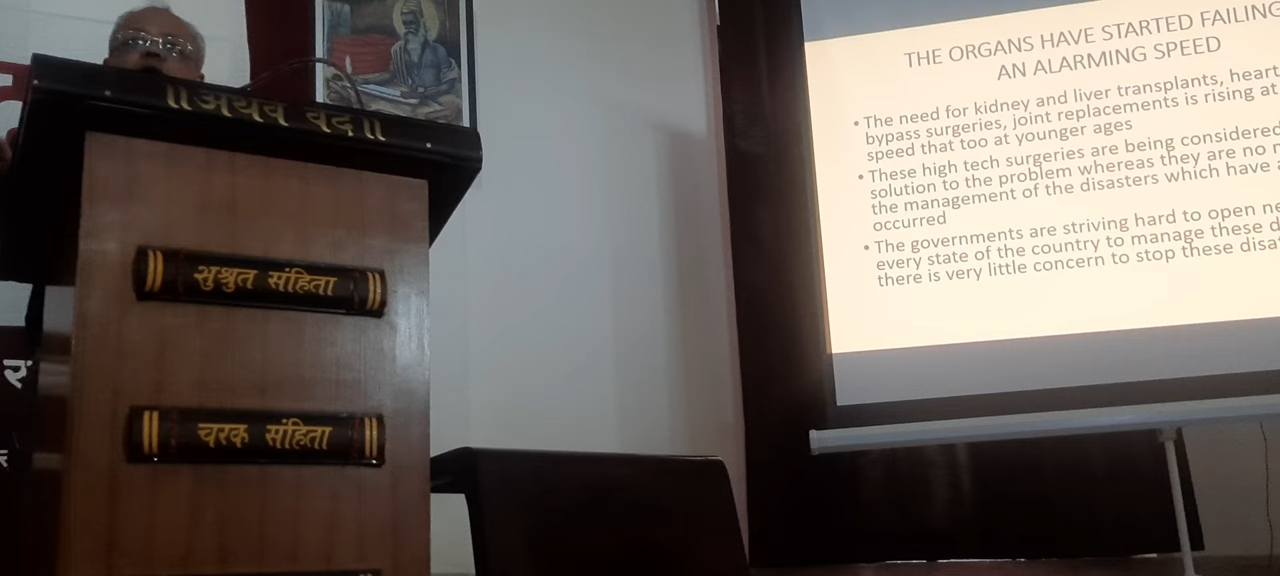 ॥अथर्व वेद॥
सुश्रुत संहिता
चरक संहिता
THE ORGANS HAVE STARTED FAILING
AN ALARMING SPEED
• The need for kidney and liver transplants, heart
bypass surgeries, joint replacements is rising at
speed that too at younger ages
• These high tech surgeries are being considered
solution to the problem whereas they are no
the management of the disasters which have
occurred
• The governments are striving hard to open
every state of the country to manage these
there is very little concern to stop these